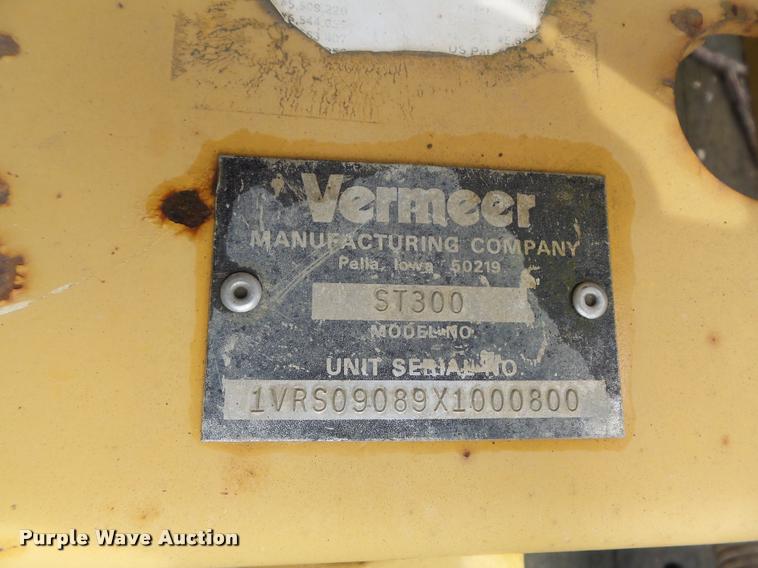 Vermeer
MANUFACTURING COMPANY
Pella, Iowa 50219
ST300
MODEL NO.
UNIT SERIAL NO.
1VRS09089X1000800
Purple Wave Auction